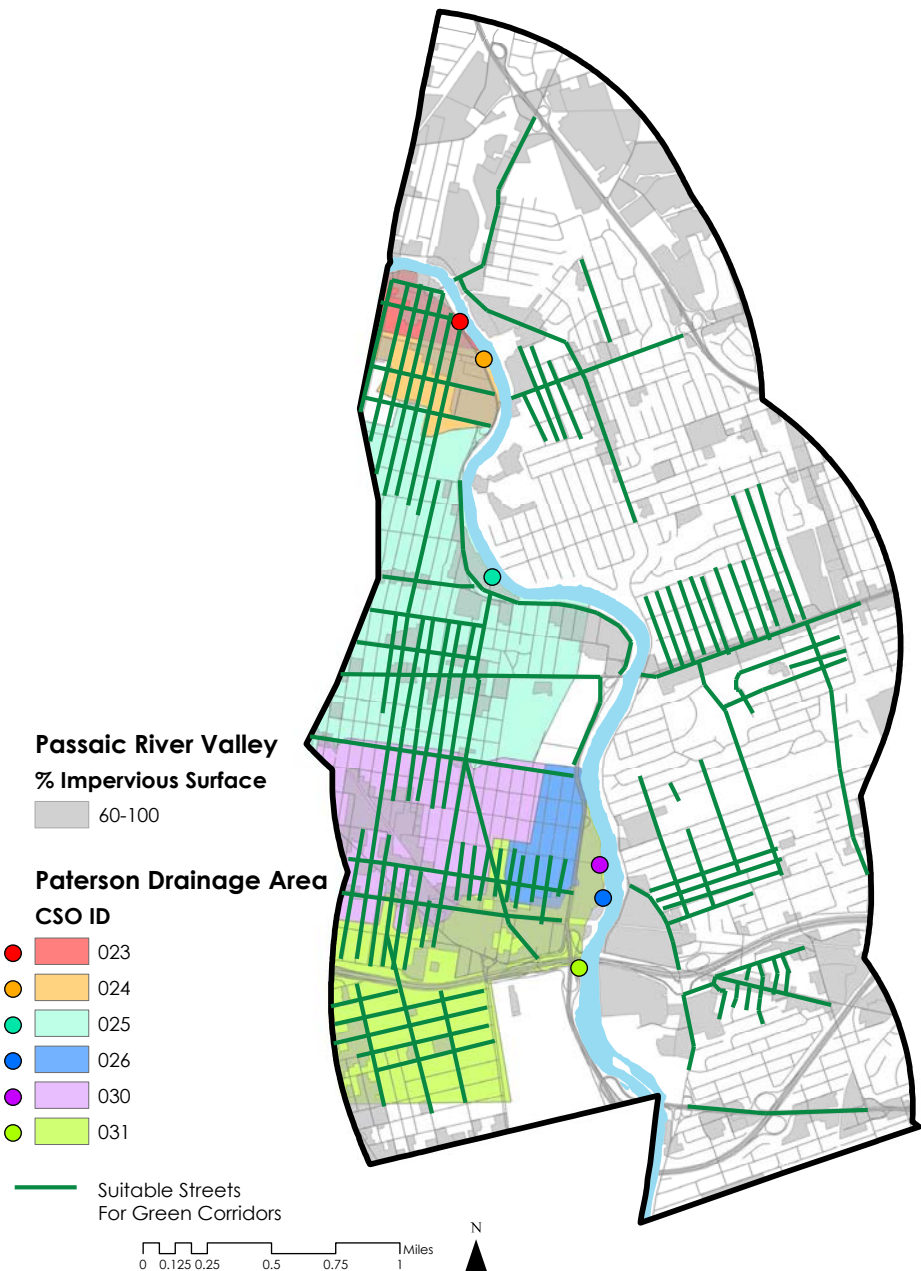 Passaic River Valley
% Impervious Surface
60-100
Paterson Drainage Area
CSO ID
023
024
025
026
030
031
Suitable Streets
For Green Corridors
Miles
0 0.125 0.25 0.5 0.75 1
N